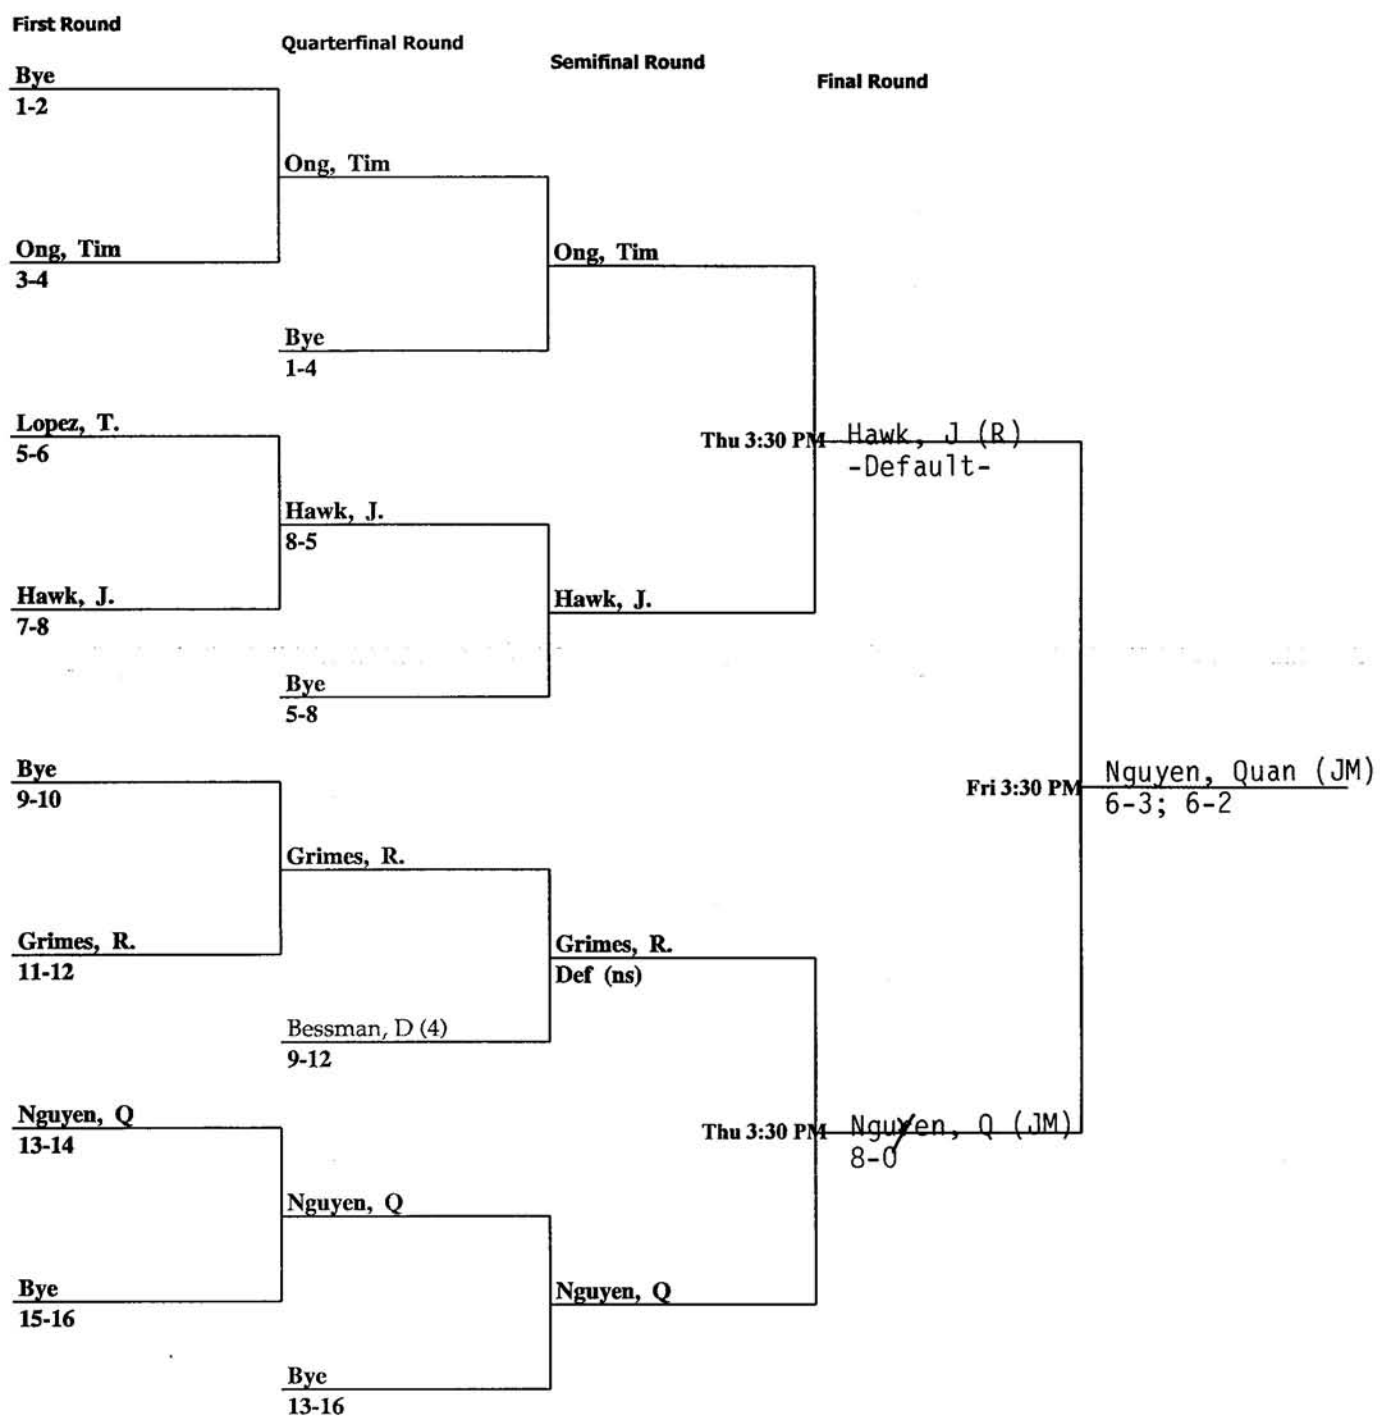 First Round
Quarterfinal Round
Semifinal Round
Final Round
Bye
1-2
Ong, Tim
Ong, Tim
3-4
Ong, Tim
Bye
1-4
Lopez, T.
5-6
Thu 3:30 PM
Hawk, J (R)
-Default-
Hawk, J.
8-5
Hawk, J.
7-8
Hawk, J.
Bye
5-8
Bye
9-10
Fri 3:30 PM
Nguyen, Quan (JM)
6-3; 6-2
Grimes, R.
Grimes, R.
11-12
Grimes, R.
Def (ns)
Bessman, D (4)
9-12
Nguyen, Q
13-14
Thu 3:30 PM
Nguyen, Q (JM)
8-0
Nguyen, Q
Bye
15-16
Nguyen, Q
Bye
13-16